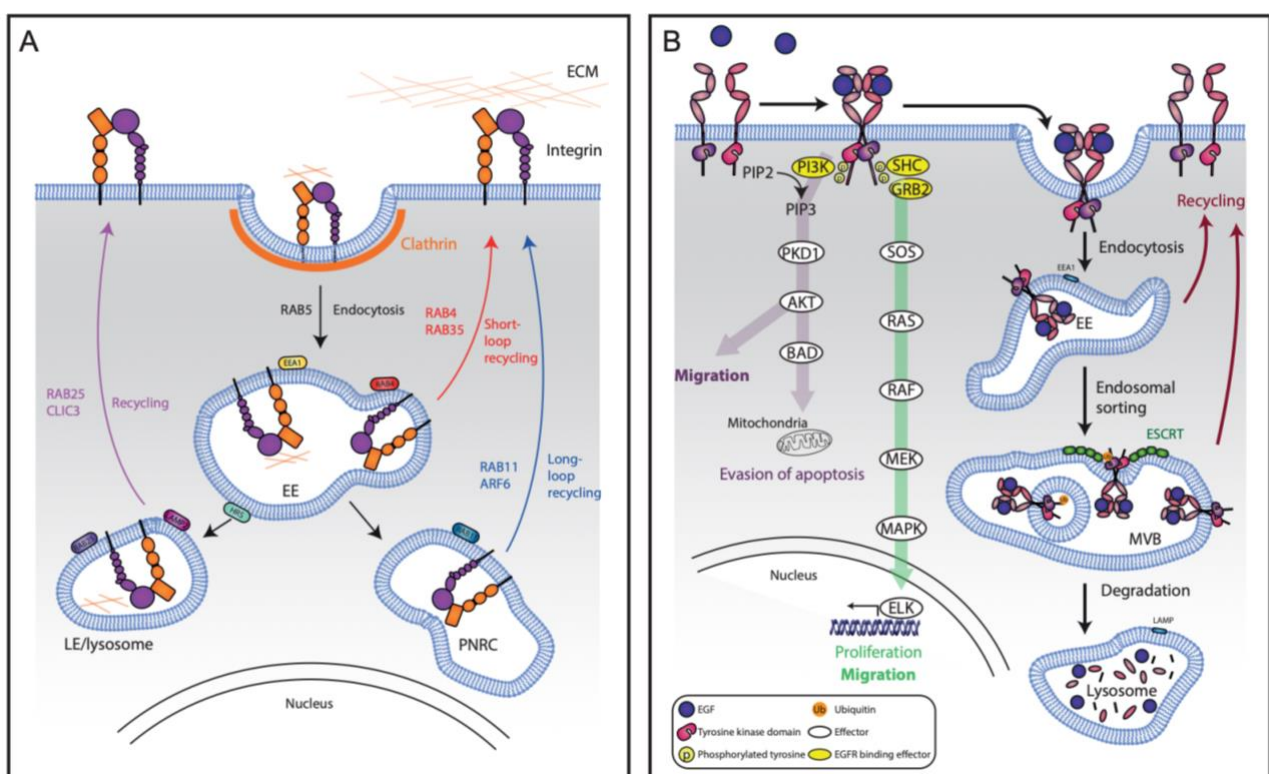 A
ECM
Integrin
Clathrin
RAB5
Endocytosis
RAB4
RAB35
Short-
loop
recycling
EEA1
RAB4
RAB25
CLIC3
Recycling
RAB11
ARF6
Long-
loop
recycling
EE
HRS
LE/lysosome
PNRC
Nucleus
B
PI3K
P
P
P
P
SHC
GRB2
PIP2
PIP3
Recycling
PKD1
SOS
Endocytosis
EEA1
EE
AKT
RAS
BAD
Migration
RAF
Endosomal
sorting
Mitochondria
ESCRT
Evasion of apoptosis
MEK
MAPK
MVB
Nucleus
Degradation
ELK
LAMP
Proliferation
Migration
Lysosome
EGF
Ub
Ubiquitin
Tyrosine kinase domain
Effector
p
Phosphorylated tyrosine
EGFR binding effector